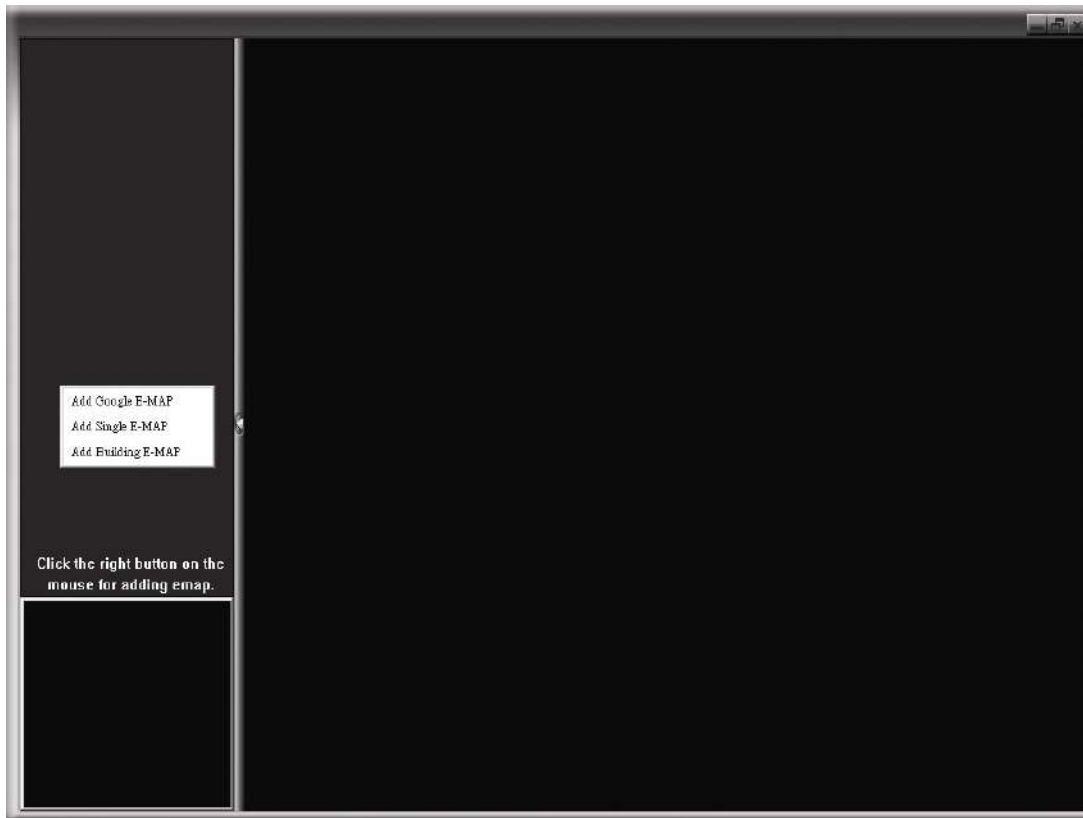 Add Google E-MAP
Add Single E-MAP
Add Building E-MAP
Click the right button on the
mouse for adding emap.